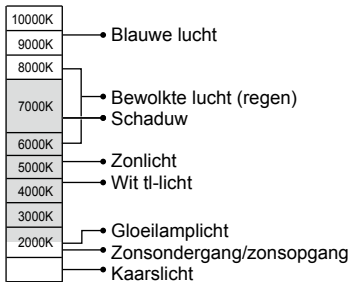 10000K
Blauwe lucht
9000K
8000K
Bewolkte lucht (regen)
7000K
Schaduw
6000K
Zonlicht
5000K
Wit tl-licht
4000K
3000K
Gloeilamplicht
2000K
Zonsondergang/zonsopgang
Kaarslicht